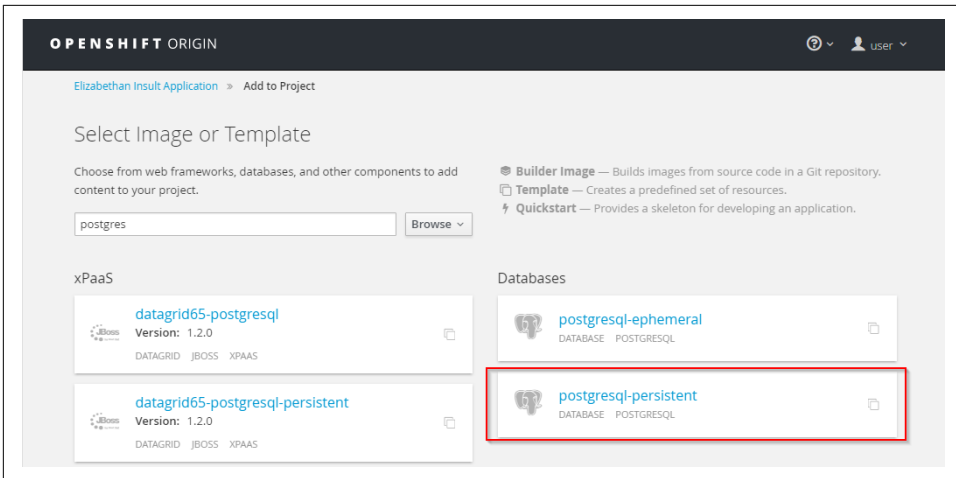 OPENSHIFT ORIGIN
user
Elizabethan Insult Application » Add to Project
Select Image or Template
Choose from web frameworks, databases, and other components to add
content to your project.
postgres
Browse
Builder Image — Builds images from source code in a Git repository.
Template — Creates a predefined set of resources.
Quickstart — Provides a skeleton for developing an application.
xPaaS
datagrid65-postgresql
JBoss
Version: 1.2.0
DATAGRID JBOSS XPAAS
datagrid65-postgresql-persistent
JBoss
Version: 1.2.0
DATAGRID JBOSS XPAAS
Databases
postgresql-ephemeral
DATABASE POSTGRESQL
postgresql-persistent
DATABASE POSTGRESQL